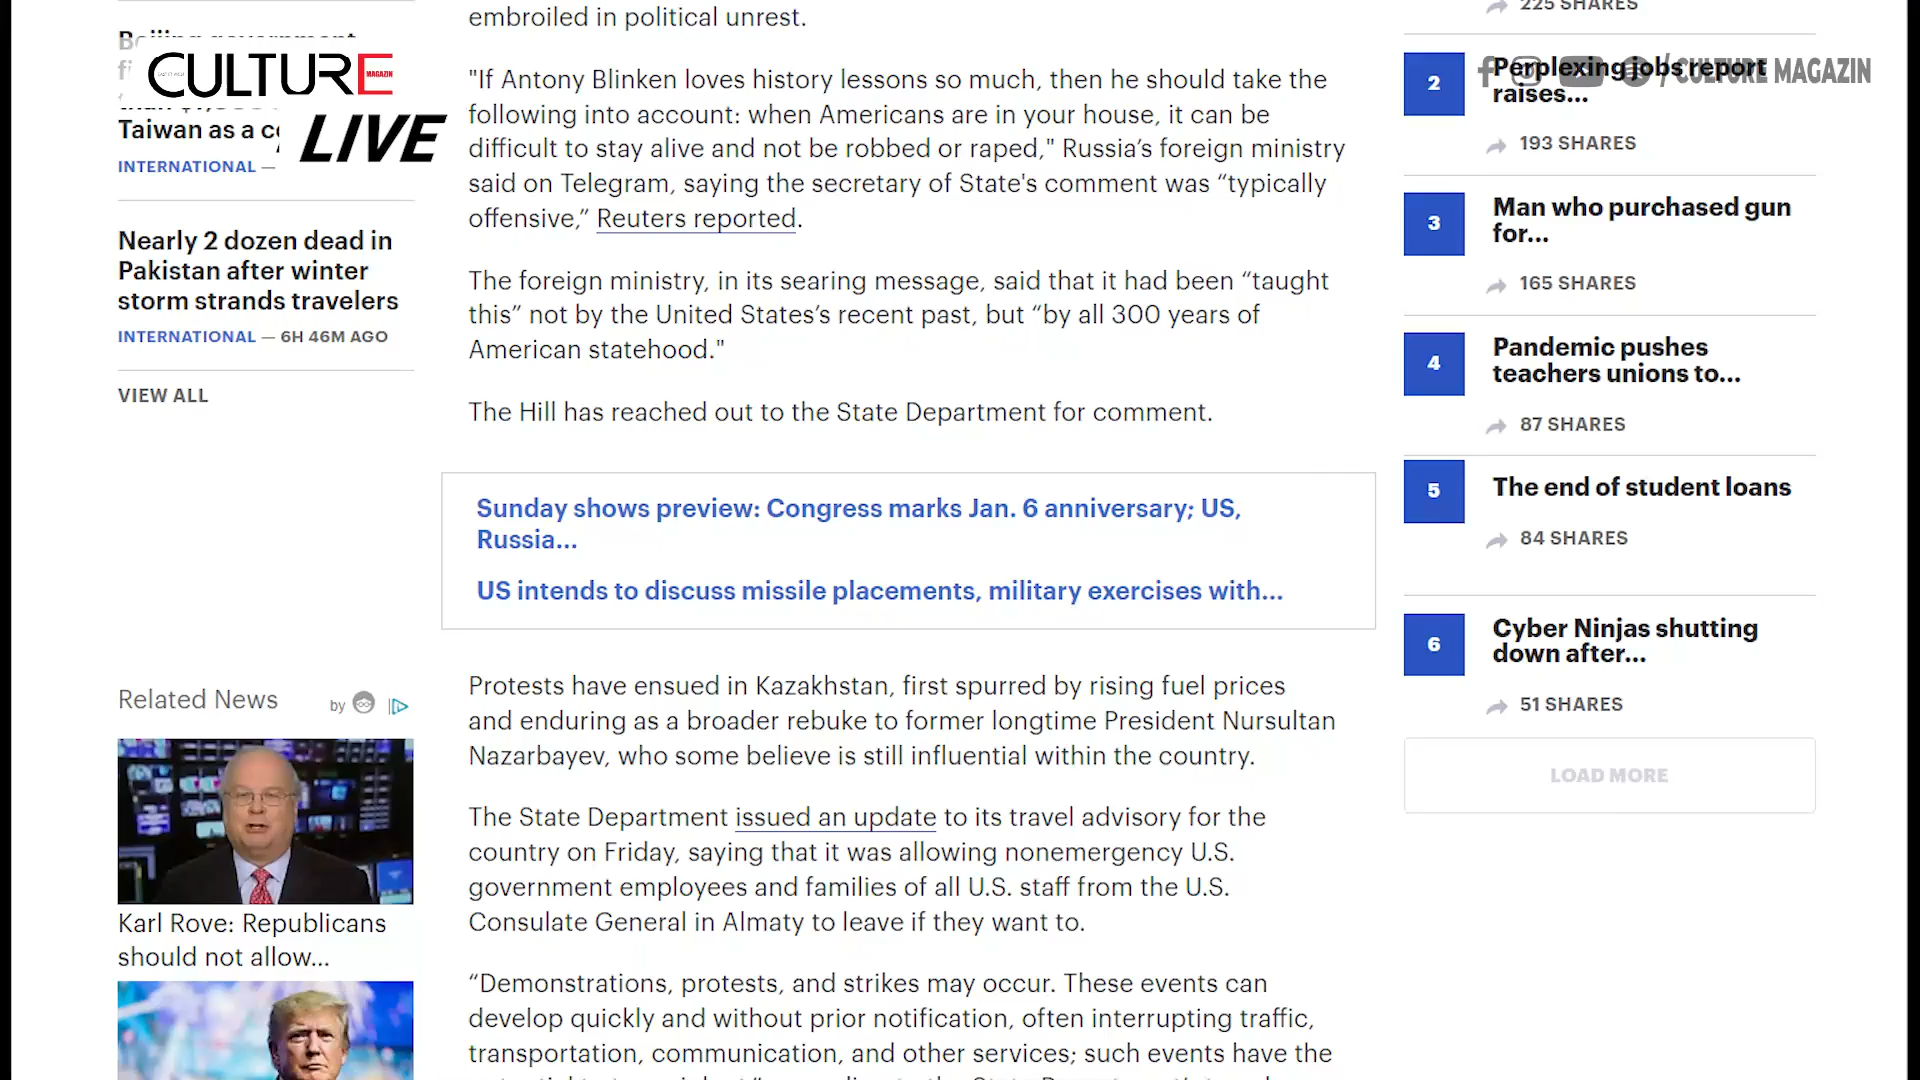 CULTURE
MAGAZIN
LIVE
Taiwan as a
INTERNATIONAL —
Nearly 2 dozen dead in
Pakistan after winter
storm strands travelers
INTERNATIONAL — 6H 46M AGO
VIEW ALL
Related News
by
Karl Rove: Republicans
should not allow...
embroiled in political unrest.
"If Antony Blinken loves history lessons so much, then he should take the
following into account: when Americans are in your house, it can be
difficult to stay alive and not be robbed or raped," Russia’s foreign ministry
said on Telegram, saying the secretary of State's comment was “typically
offensive,” Reuters reported.
The foreign ministry, in its searing message, said that it had been “taught
this” not by the United States’s recent past, but “by all 300 years of
American statehood."
The Hill has reached out to the State Department for comment.
Sunday shows preview: Congress marks Jan. 6 anniversary; US,
Russia...
US intends to discuss missile placements, military exercises with...
Protests have ensued in Kazakhstan, first spurred by rising fuel prices
and enduring as a broader rebuke to former longtime President Nursultan
Nazarbayev, who some believe is still influential within the country.
The State Department issued an update to its travel advisory for the
country on Friday, saying that it was allowing nonemergency U.S.
government employees and families of all U.S. staff from the U.S.
Consulate General in Almaty to leave if they want to.
“Demonstrations, protests, and strikes may occur. These events can
develop quickly and without prior notification, often interrupting traffic,
transportation, communication, and other services; such events have the
225 SHARES
2
Perplexing jobs report
raises...
/ CULTURE MAGAZIN
193 SHARES
3
Man who purchased gun
for...
165 SHARES
4
Pandemic pushes
teachers unions to...
87 SHARES
5
The end of student loans
84 SHARES
6
Cyber Ninjas shutting
down after...
51 SHARES
LOAD MORE